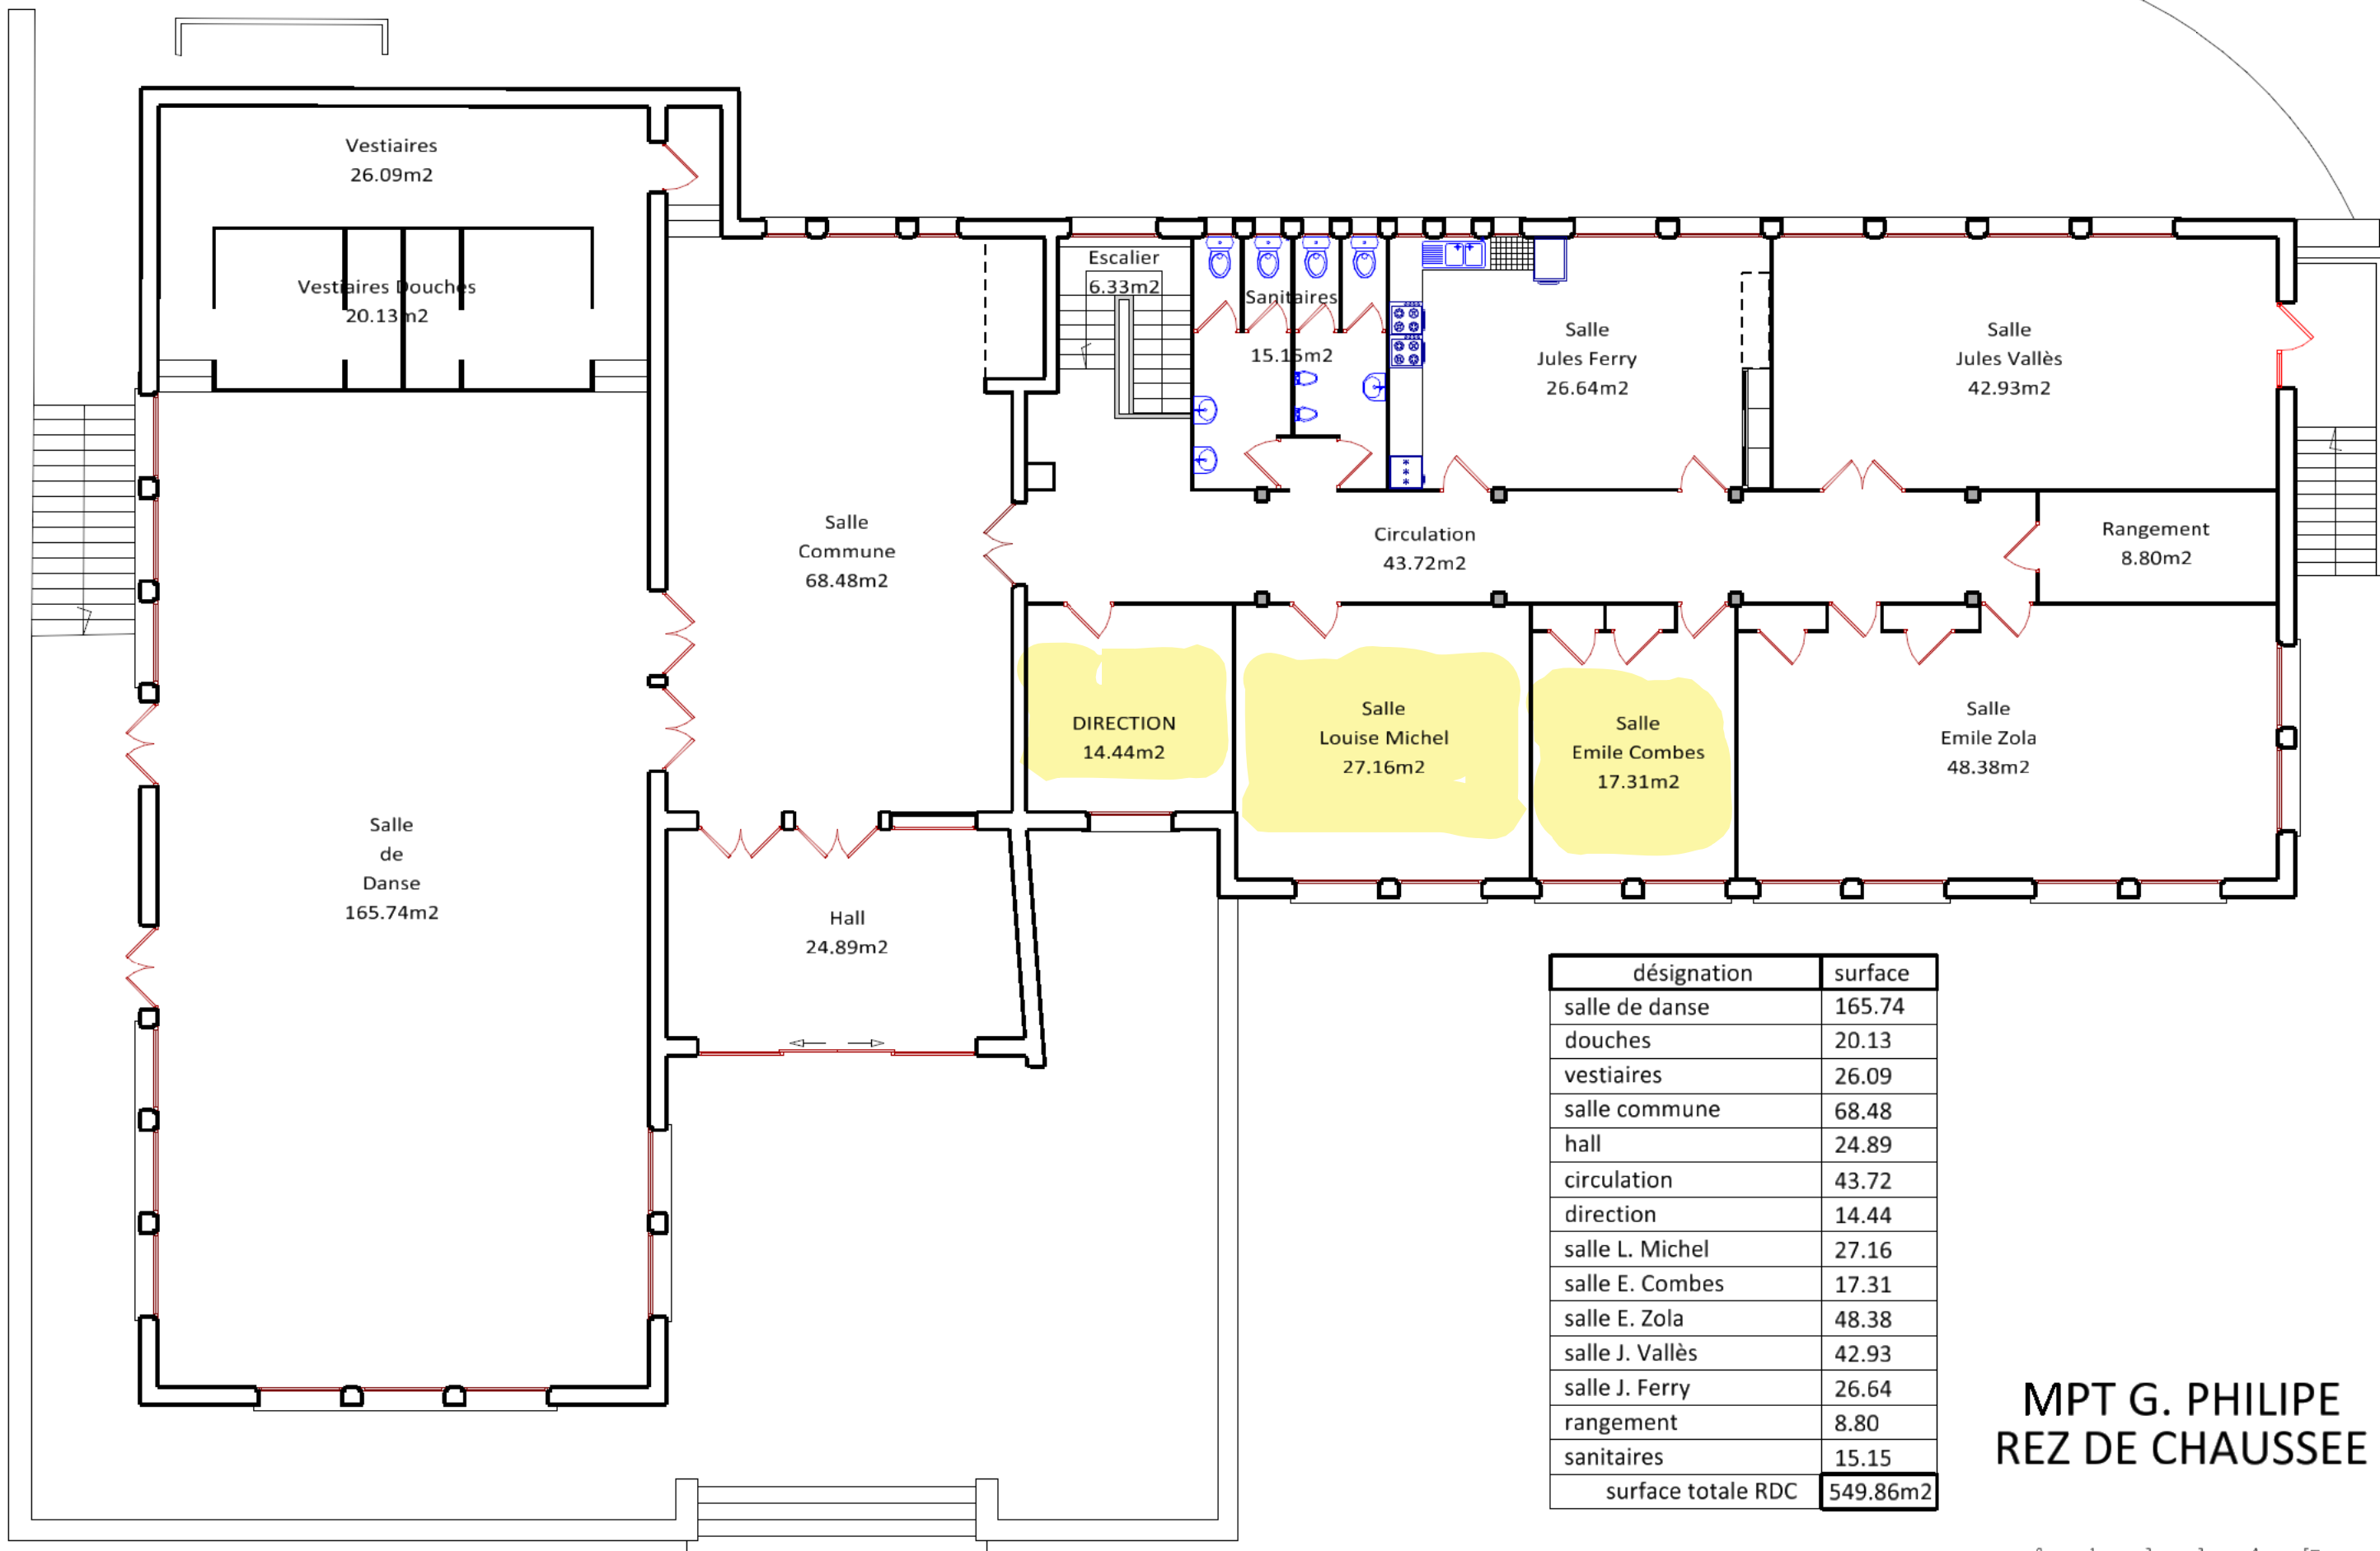 Vestiaires
26.09m2
Vestiaires Douches
20.13m2
Escalier
6.33m2
Sanitaires
15.15m2
Salle
Jules Ferry
26.64m2
Salle
Jules Vallès
42.93m2
Salle
Commune
68.48m2
Circulation
43.72m2
Rangement
8.80m2
DIRECTION
14.44m2
Salle
Louise Michel
27.16m2
Salle
Emile Combes
17.31m2
Salle
Emile Zola
48.38m2
Salle
de
Danse
165.74m2
Hall
24.89m2
désignation surface
salle de danse 165.74
douches 20.13
vestiaires 26.09
salle commune 68.48
hall 24.89
circulation 43.72
direction 14.44
salle L. Michel 27.16
salle E. Combes 17.31
salle E. Zola 48.38
salle J. Vallès 42.93
salle J. Ferry 26.64
rangement 8.80
sanitaires 15.15
surface totale RDC 549.86m2
MPT G. PHILIPE
REZ DE CHAUSSEE